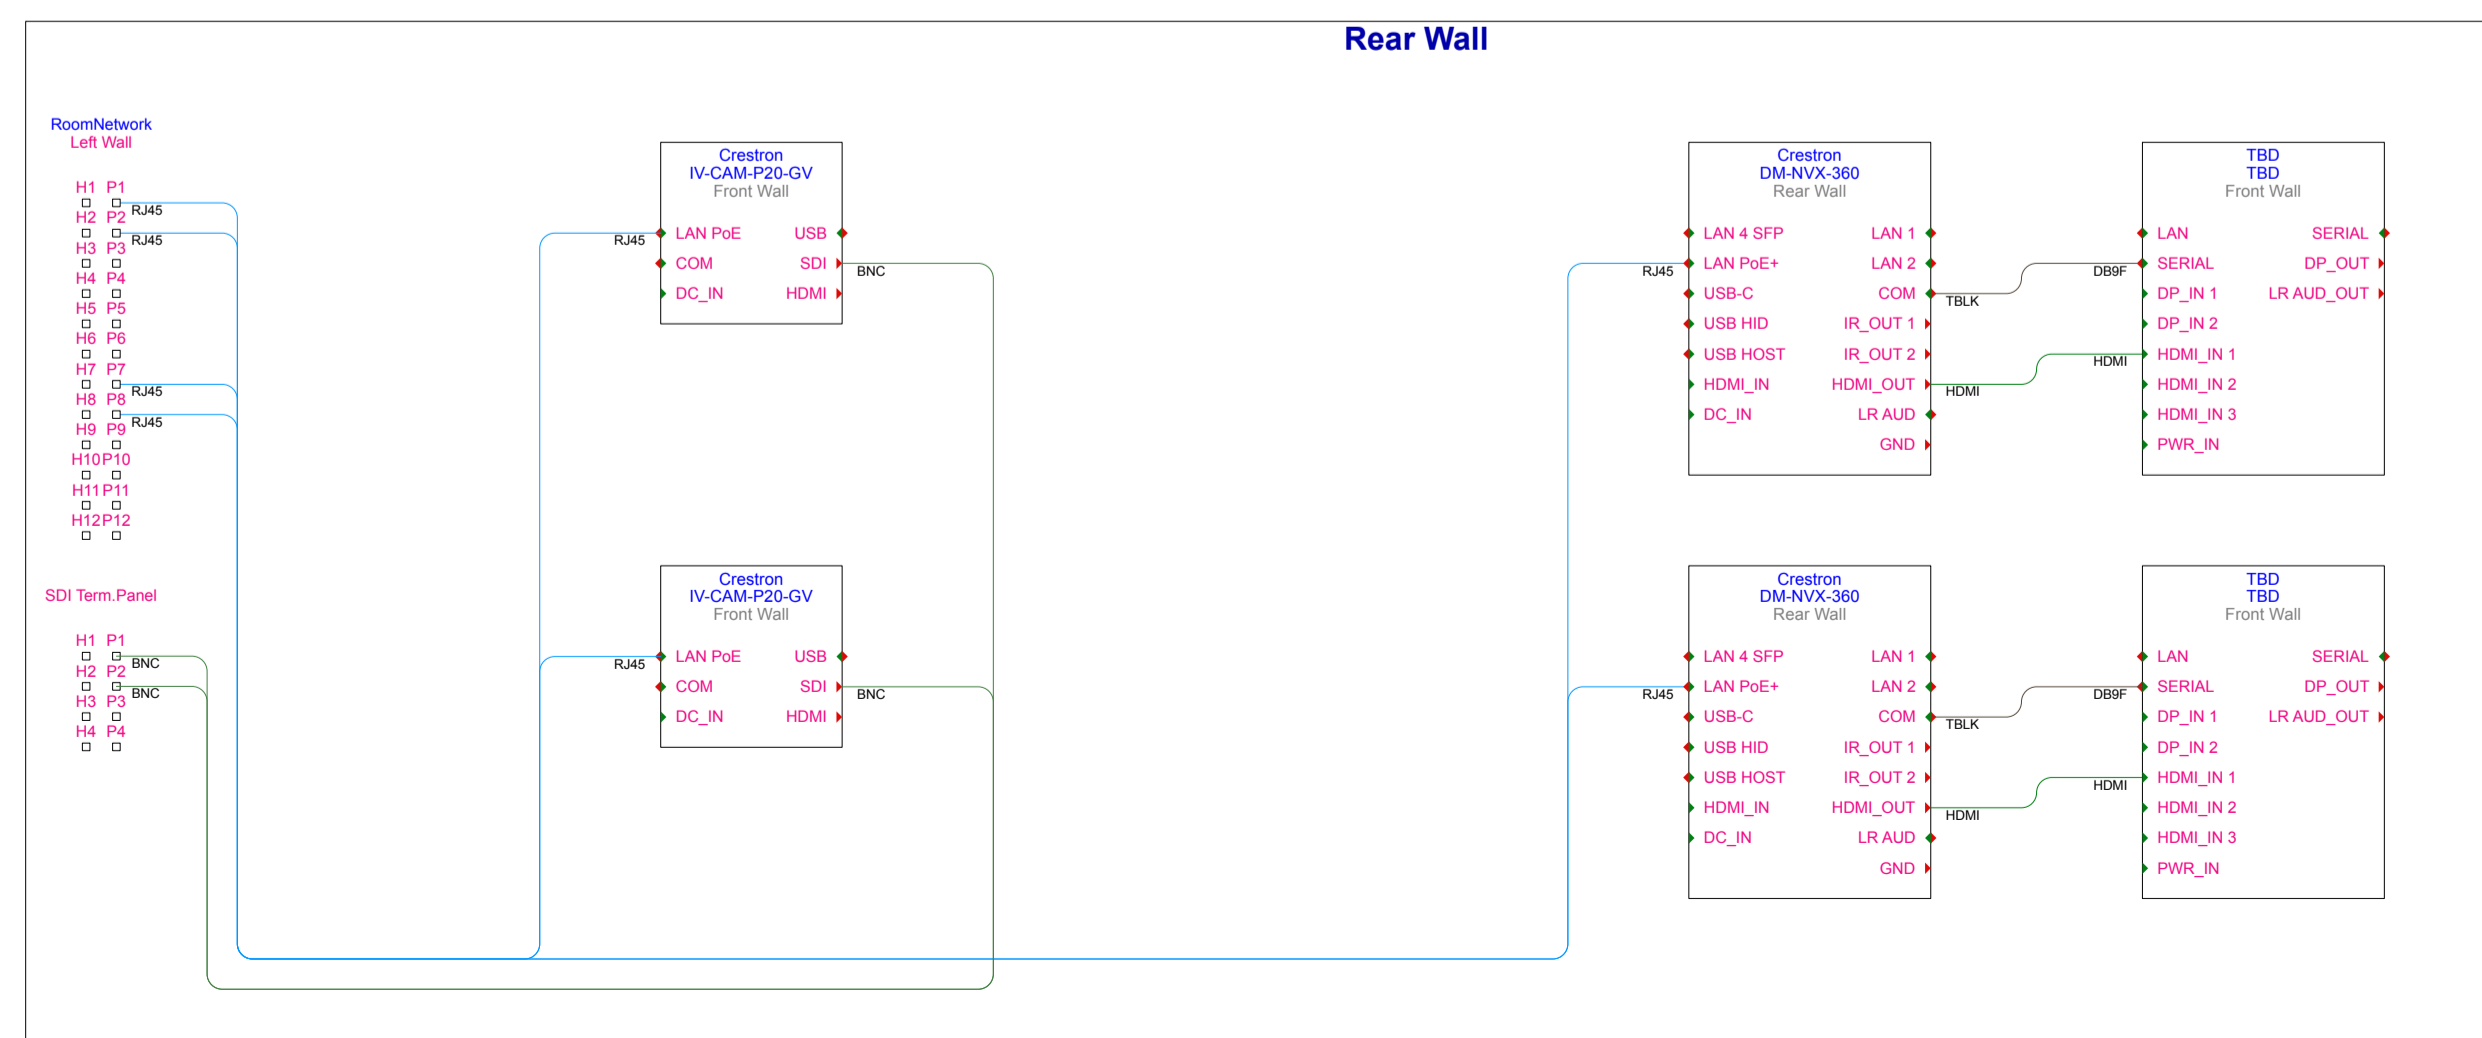 Rear Wall
RoomNetwork
Left Wall
H1 P1
RJ45
H2 P2
RJ45
H3 P3
H4 P4
H5 P5
H6 P6
H7 P7
RJ45
H8 P8
RJ45
H9 P9
H10 P10
H11 P11
H12 P12
SDI Term.Panel
H1 P1
BNC
H2 P2
BNC
H3 P3
H4 P4
Crestron
IV-CAM-P20-GV
Front Wall
RJ45
LAN PoE USB
COM SDI
BNC
DC_IN HDMI
Crestron
IV-CAM-P20-GV
Front Wall
RJ45
LAN PoE USB
COM SDI
BNC
DC_IN HDMI
Crestron
DM-NVX-360
Rear Wall
LAN 4 SFP LAN 1
RJ45
LAN PoE+ LAN 2
USB-C COM
TBLK
USB HID IR_OUT 1
USB HOST IR_OUT 2
HDMI_IN HDMI_OUT
HDMI
DC_IN LR AUD
GND
TBD
TBD
Front Wall
LAN SERIAL
DB9F
SERIAL DP_OUT
DP_IN 1 LR AUD_OUT
DP_IN 2
HDMI
HDMI_IN 1
HDMI_IN 2
HDMI_IN 3
PWR_IN
Crestron
DM-NVX-360
Rear Wall
LAN 4 SFP LAN 1
RJ45
LAN PoE+ LAN 2
USB-C COM
TBLK
USB HID IR_OUT 1
USB HOST IR_OUT 2
HDMI_IN HDMI_OUT
HDMI
DC_IN LR AUD
GND
TBD
TBD
Front Wall
LAN SERIAL
DB9F
SERIAL DP_OUT
DP_IN 1 LR AUD_OUT
DP_IN 2
HDMI
HDMI_IN 1
HDMI_IN 2
HDMI_IN 3
PWR_IN